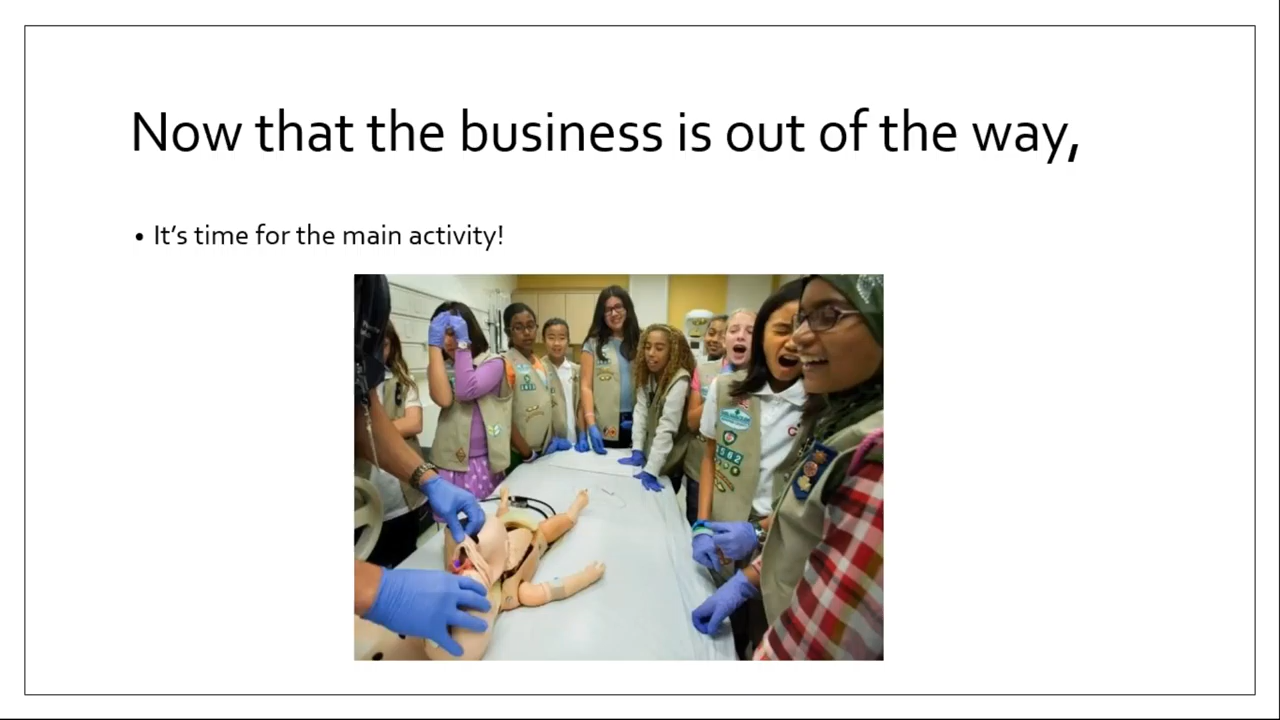 Now that the business is out of the way,
• It’s time for the main activity!